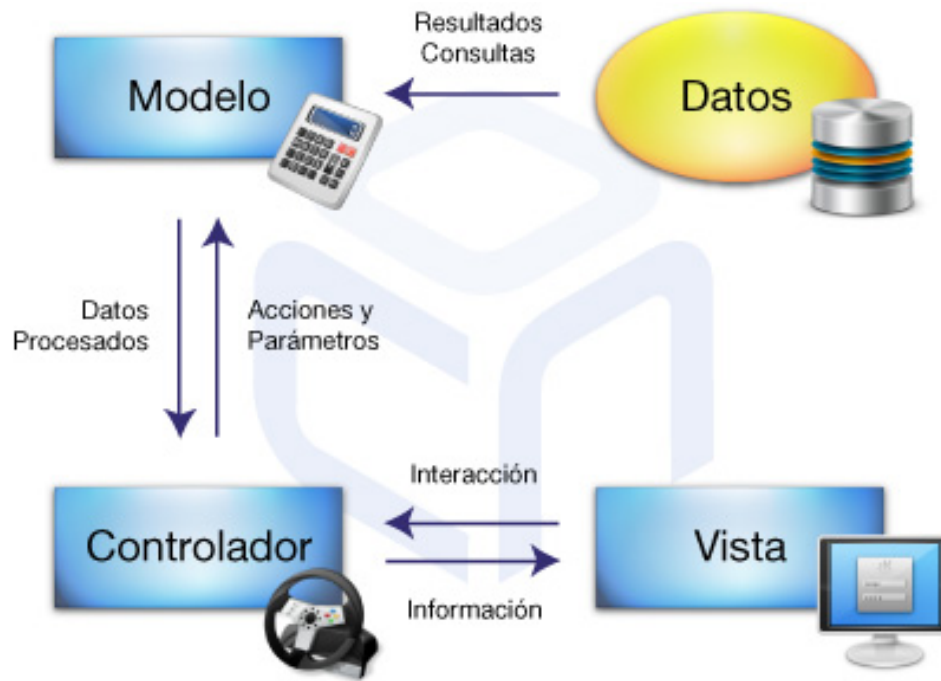 Modelo
Resultados
Consultas
Datos
Datos
Procesados
Acciones y
Parámetros
Controlador
Interacción
Información
Vista